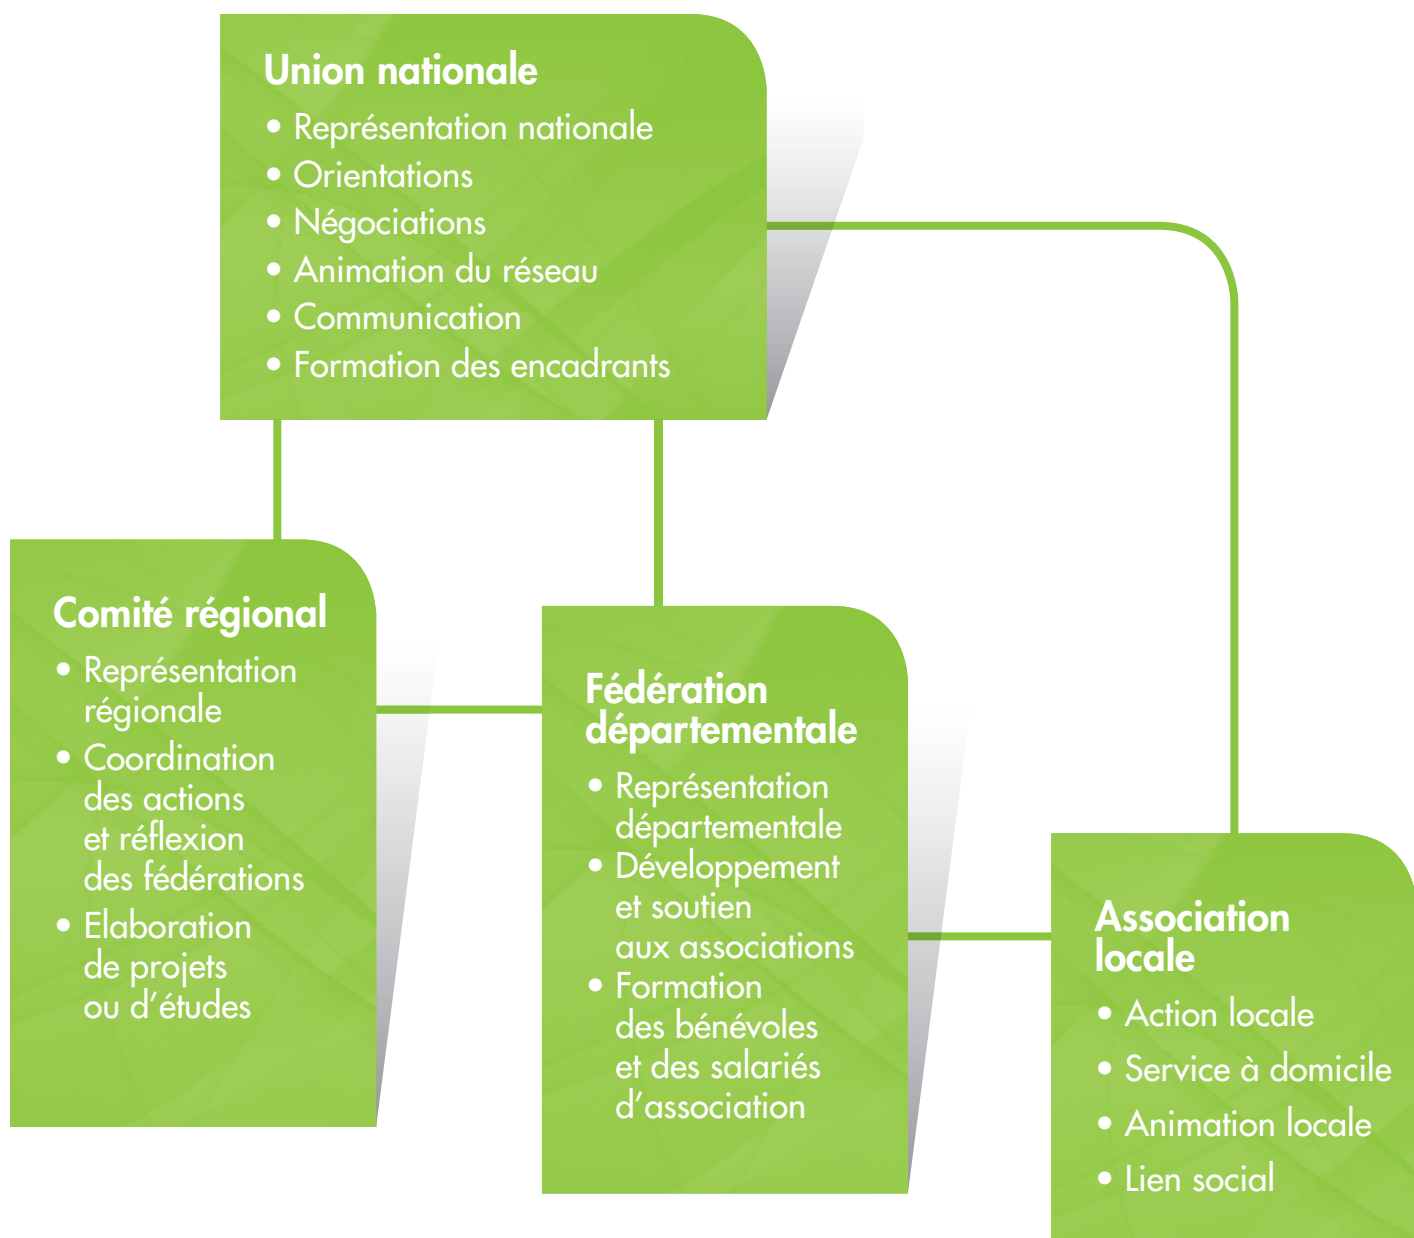 Union nationale
• Représentation nationale
• Orientations
• Négociations
• Animation du réseau
• Communication
• Formation des encadrants
Comité régional
• Représentation
régionale
• Coordination
des actions
et réflexion
des fédérations
• Elaboration
de projets
ou d’études
Fédération
départementale
• Représentation
départementale
• Développement
et soutien
aux associations
• Formation
des bénévoles
et des salariés
d’association
Association
locale
• Action locale
• Service à domicile
• Animation locale
• Lien social